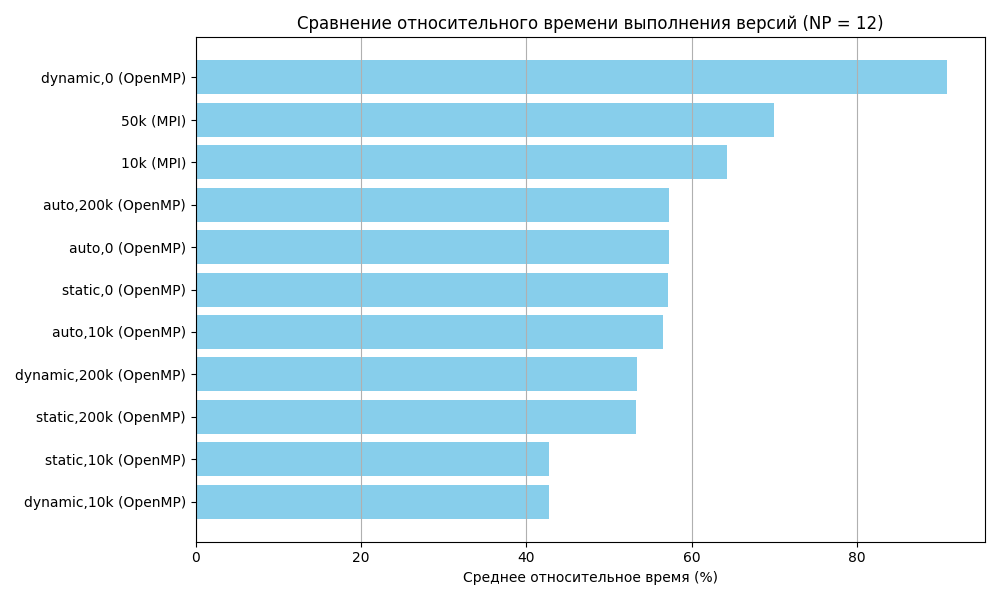 Сравнение относительного времени выполнения версий (NP = 12)
dynamic,0 (OpenMP)
50k (MPI)
10k (MPI)
auto,200k (OpenMP)
auto,0 (OpenMP)
static,0 (OpenMP)
auto,10k (OpenMP)
dynamic,200k (OpenMP)
static,200k (OpenMP)
static,10k (OpenMP)
dynamic,10k (OpenMP)
0 20 40 60 80
Среднее относительное время (%)